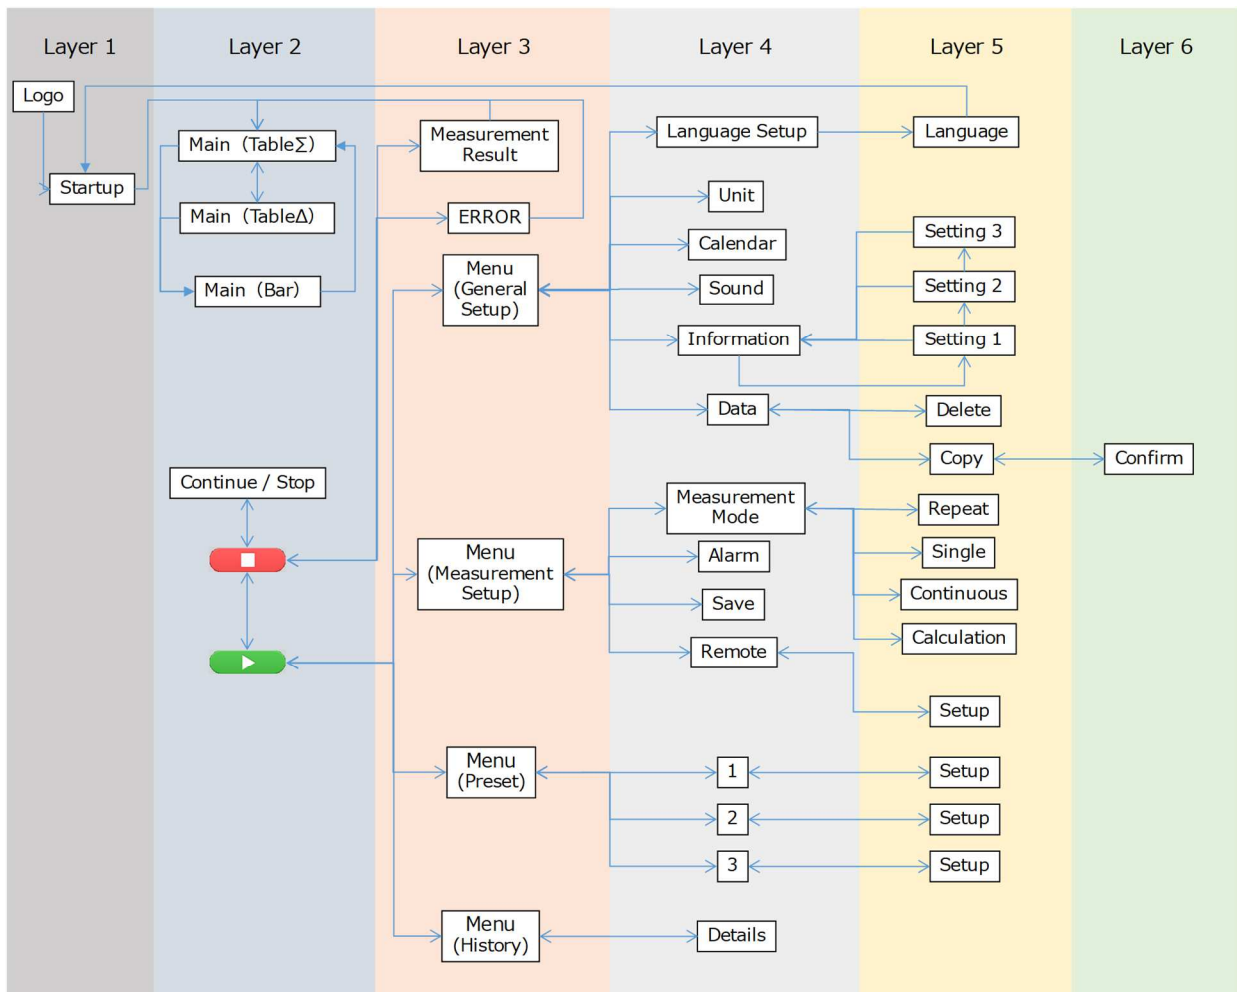 Layer 1
Layer 2
Layer 3
Layer 4
Layer 5
Layer 6
Logo
Startup
Main（Table∑）
Main（TableΔ）
Main（Bar）
Continue / Stop
Measurement
Result
ERROR
Menu
(General
Setup)
Menu
(Measurement
Setup)
Menu
(Preset)
Menu
(History)
Language Setup
Unit
Calendar
Sound
Information
Data
Measurement
Mode
Alarm
Save
Remote
1
2
3
Details
Language
Setting 3
Setting 2
Setting 1
Delete
Copy
Repeat
Single
Continuous
Calculation
Setup
Setup
Setup
Setup
Confirm